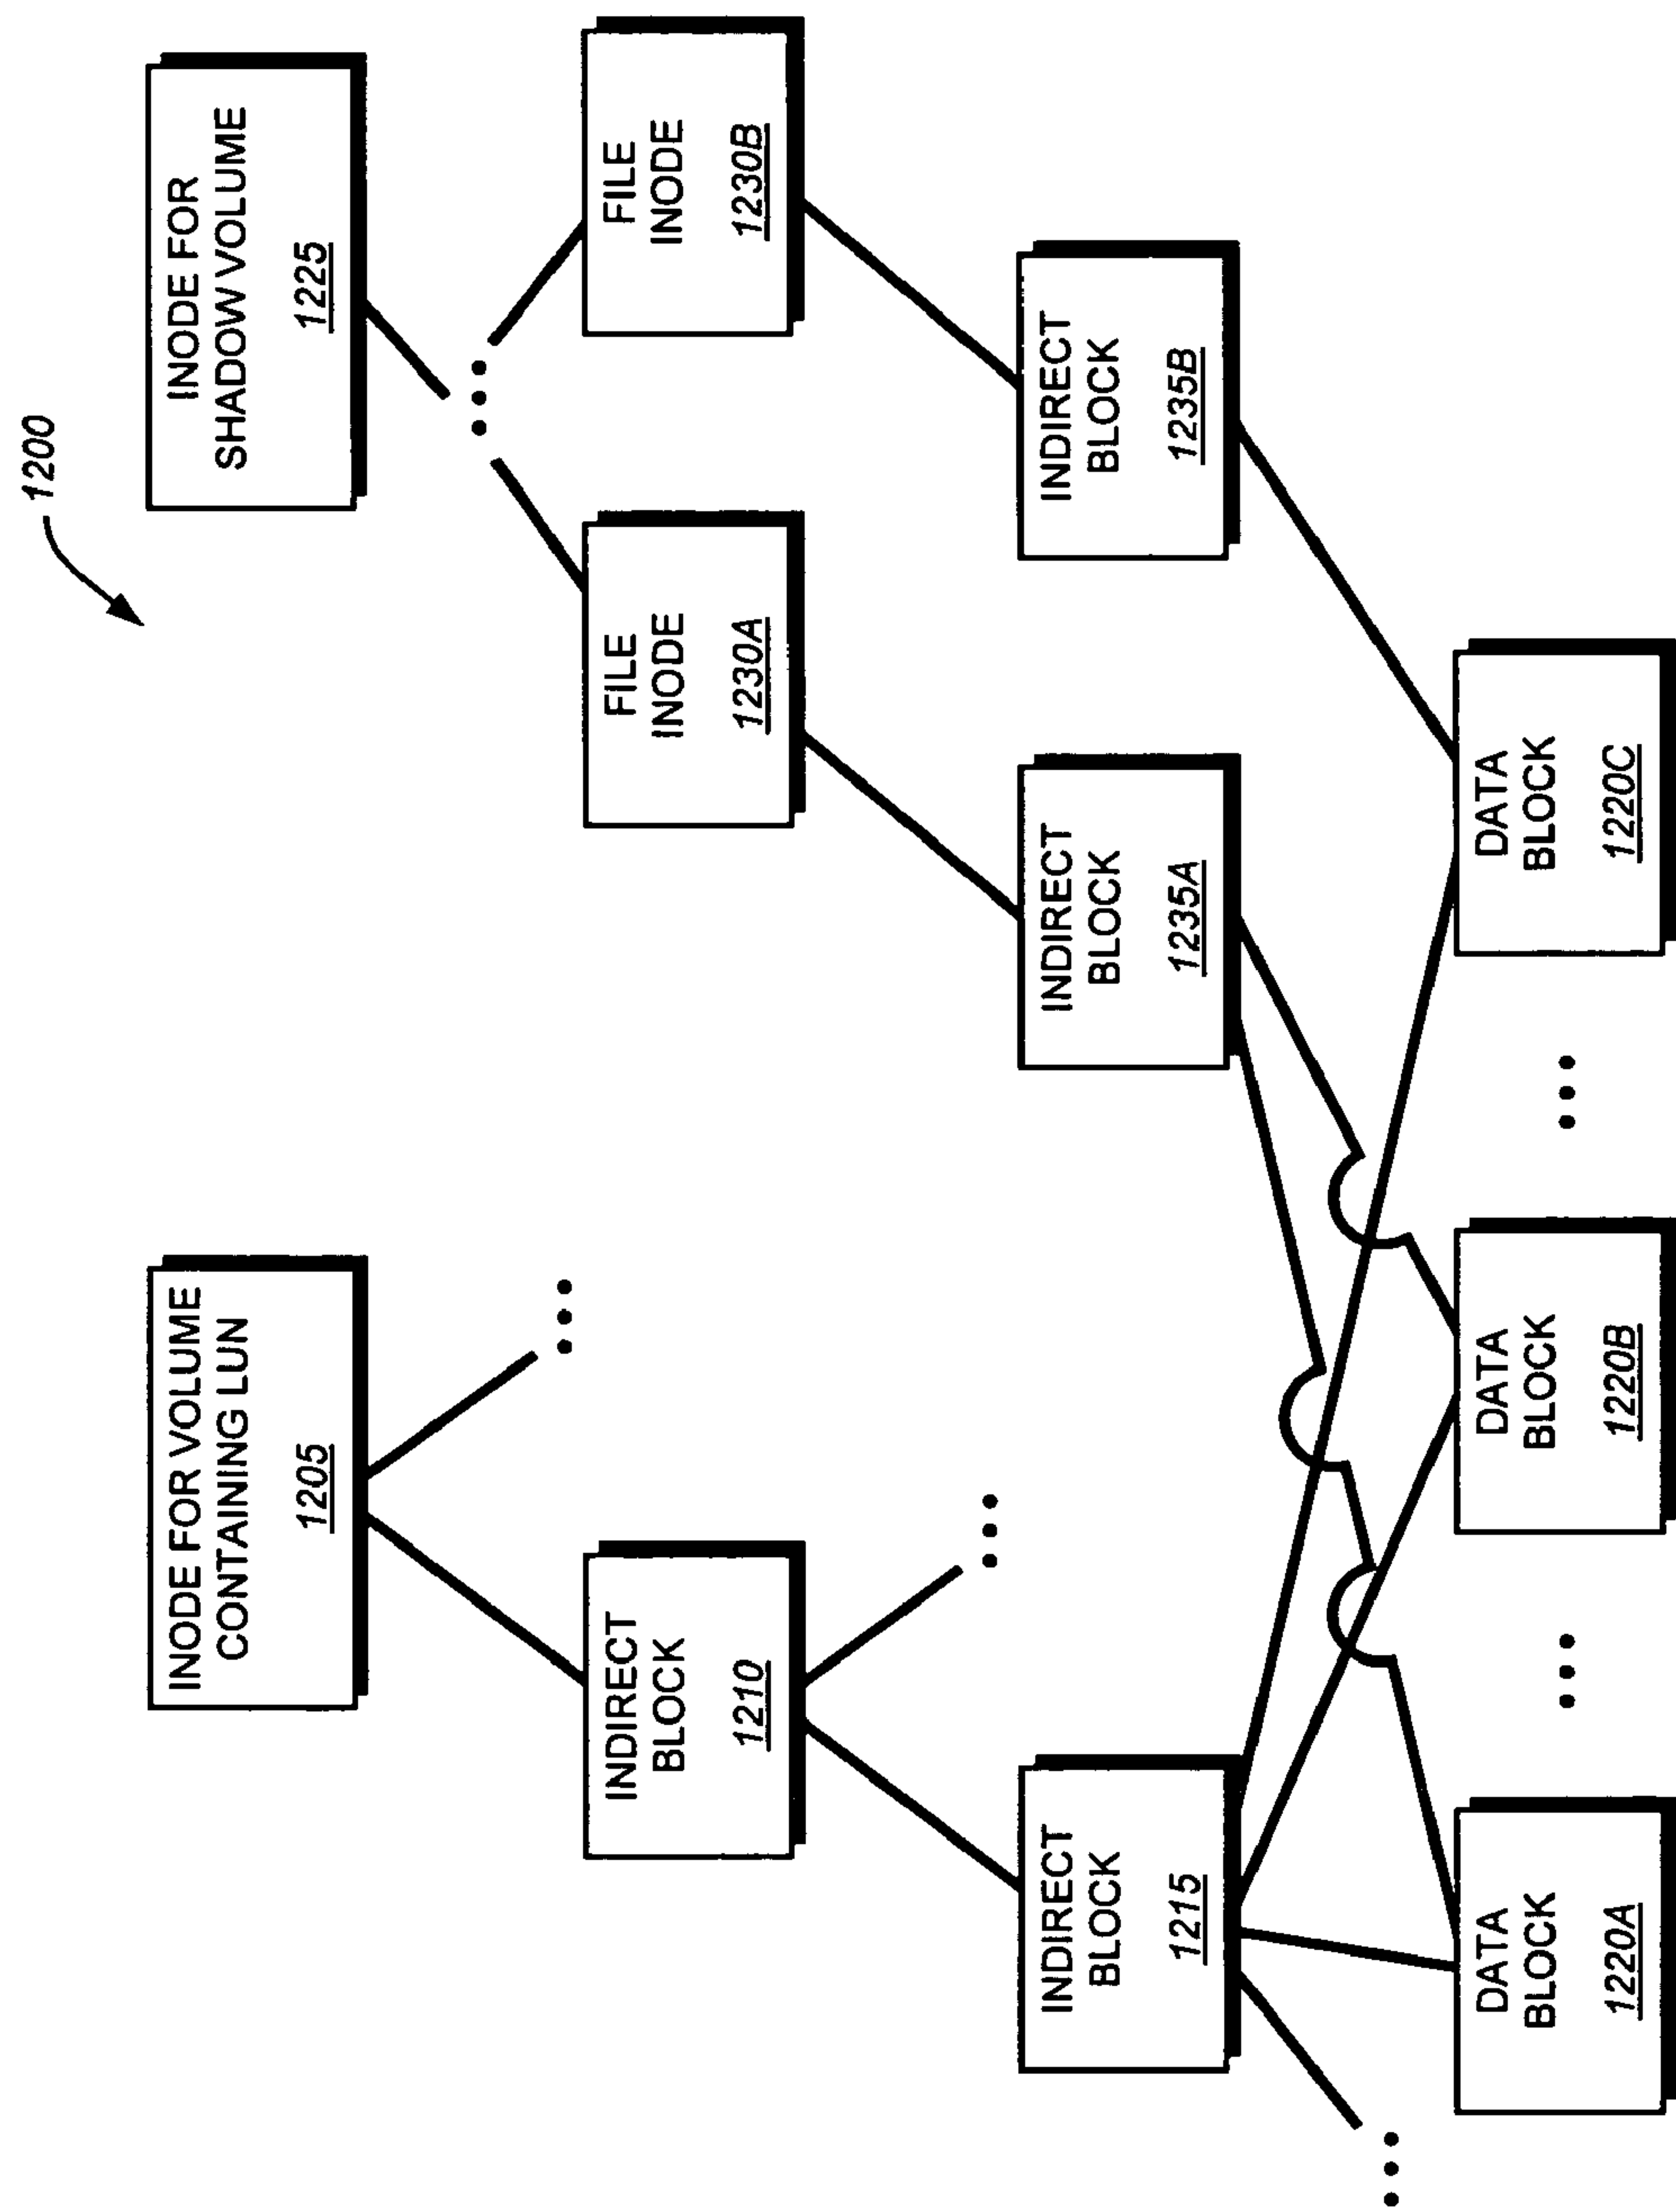 1200
INODE FOR VOLUME
CONTAINING LUN
1205
INODE FOR
SHADOW VOLUME
1225
INDIRECT
BLOCK
1210
FILE
INODE
1230A
FILE
INODE
1230B
INDIRECT
BLOCK
1215
INDIRECT
BLOCK
1235A
INDIRECT
BLOCK
1235B
DATA
BLOCK
1220A
DATA
BLOCK
1220B
DATA
BLOCK
1220C